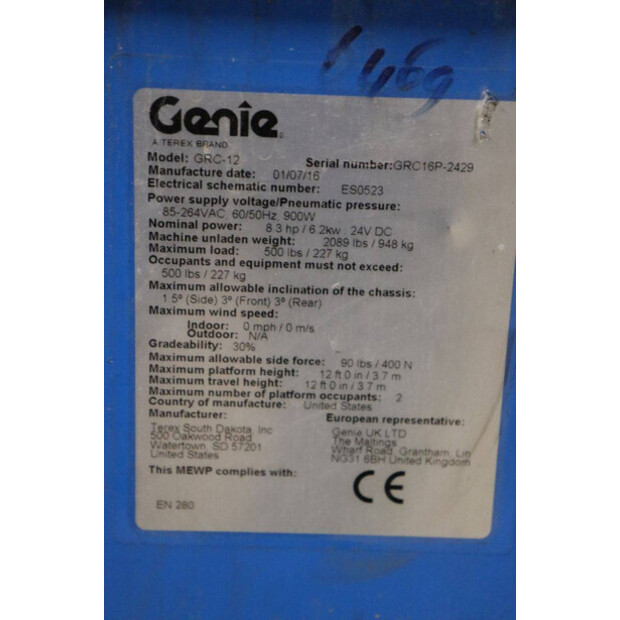 Genie
A TEREX BRAND
Model: GRC-12 Serial number:GRC16P-2429
Manufacture date: 01/07/16
Electrical schematic number: ES0523
Power supply voltage/Pneumatic pressure:
85-264VAC, 60/50Hz, 900W
Nominal power: 8.3 hp / 6.2kw, 24V DC
Machine unladen weight: 2089 lbs / 948 kg
Maximum load: 500 lbs / 227 kg
Occupants and equipment must not exceed:
500 lbs / 227 kg
Maximum allowable inclination of the chassis:
1.5º (Side) 3º (Front) 3º (Rear)
Maximum wind speed:
Indoor: 0 mph / 0 m/s
Outdoor: N/A
Gradeability: 30%
Maximum allowable side force: 90 lbs / 400 N
Maximum platform height: 12 ft 0 in / 3.7 m
Maximum travel height: 12 ft 0 in / 3.7 m
Maximum number of platform occupants: 2
Country of manufacture: United States
Manufacturer: European representative:
Terex South Dakota, Inc Genie UK LTD
500 Oakwood Road The Maltings
Watertown, SD 57201 Wharf Road, Grantham, Lin
United States NG31 6BH United Kingdom
This MEWP complies with: CE
EN 280